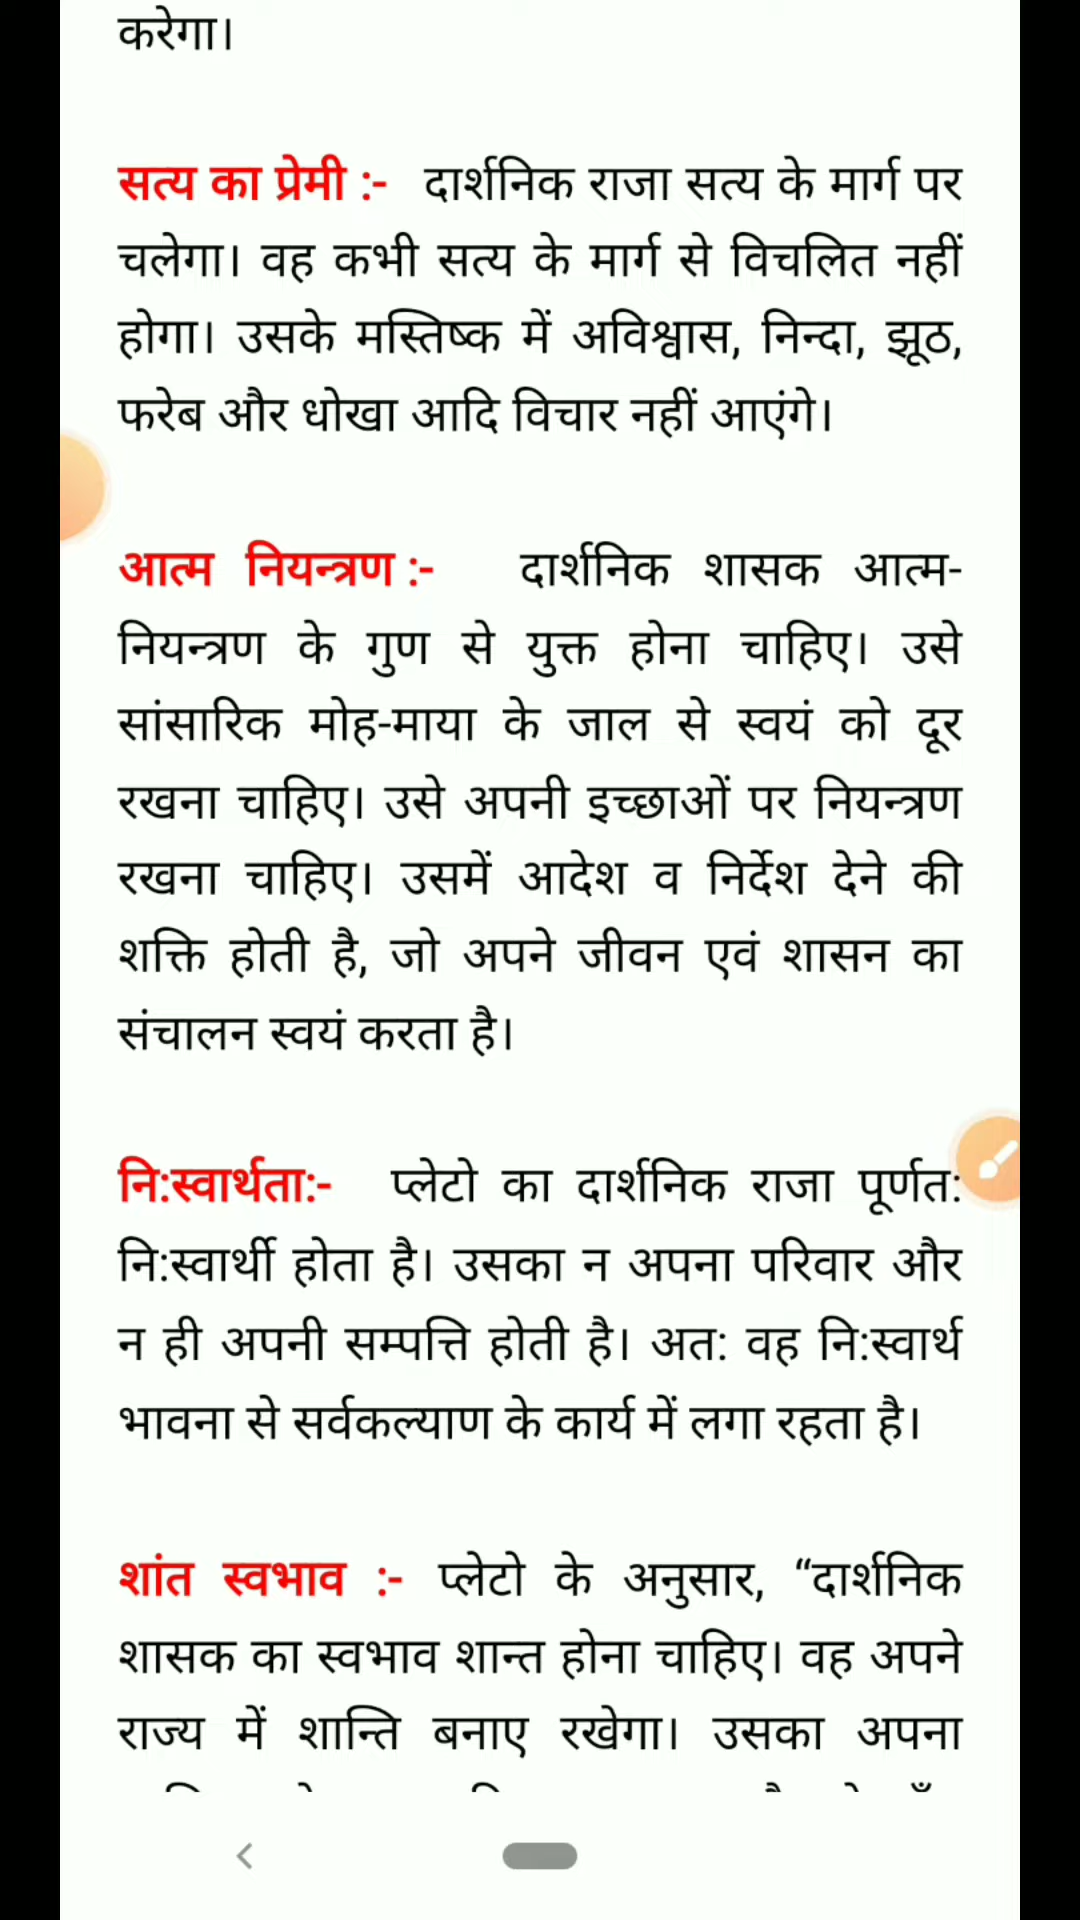 करेगा।
सत्य का प्रेमी :- दार्शनिक राजा सत्य के मार्ग पर
चलेगा। वह कभी सत्य के मार्ग से विचलित नहीं
होगा। उसके मस्तिष्क में अविश्वास, निन्दा, झूठ,
फरेब और धोखा आदि विचार नहीं आएंगे।
आत्म नियन्त्रण :- दार्शनिक शासक आत्म-
नियन्त्रण के गुण से युक्त होना चाहिए। उसे
सांसारिक मोह-माया के जाल से स्वयं को दूर
रखना चाहिए। उसे अपनी इच्छाओं पर नियन्त्रण
रखना चाहिए। उसमें आदेश व निर्देश देने की
शक्ति होती है, जो अपने जीवन एवं शासन का
संचालन स्वयं करता है।
नि:स्वार्थता:- प्लेटो का दार्शनिक राजा पूर्णत:
नि:स्वार्थी होता है। उसका न अपना परिवार और
न ही अपनी सम्पत्ति होती है। अत: वह नि:स्वार्थ
भावना से सर्वकल्याण के कार्य में लगा रहता है।
शांत स्वभाव :- प्लेटो के अनुसार, “दार्शनिक
शासक का स्वभाव शान्त होना चाहिए। वह अपने
राज्य में शान्ति बनाए रखेगा। उसका अपना